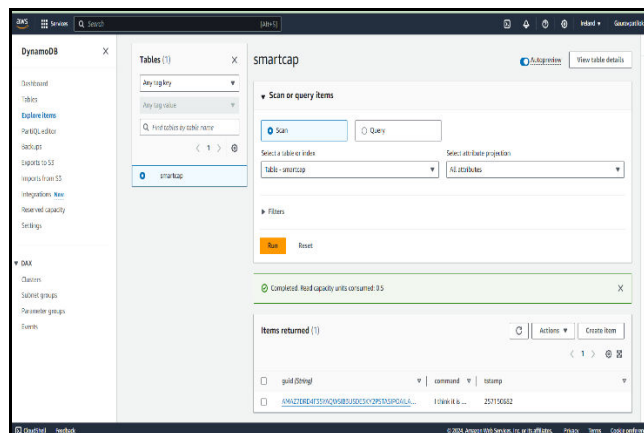 aws Services Search [Alt+S] Ireland
DynamoDB
Dashboard
Tables
Explore items
PartiQL editor
Backups
Exports to S3
Imports from S3
Integrations New
Reserved capacity
Settings
DAX
Clusters
Subnet groups
Parameter groups
Events
Tables (1)
Any tag key
Any tag value
Find tables by table name
1
smartcap
smartcap
Autopreview View table details
Scan or query items
Scan Query
Select a table or index Select attribute projection
Table - smartcap All attributes
Filters
Run Reset
Completed. Read capacity units consumed: 0.5
Items returned (1) Actions Create item
1
guid (String) command tstamp
I think it is ... 257150682
CloudShell Feedback © 2024, Amazon Web Services, Inc. or its affiliates. Privacy Terms Cookie preferences